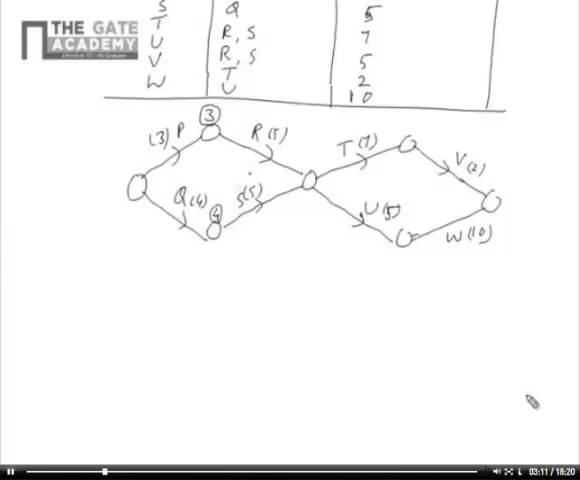 THE GATE
ACADEMY
S Q 5
T R, S 7
U R, S 5
V T 2
W U 10
3
(3) P
R (5)
T (7)
V (2)
Q (4)
4
S (5)
U (5)
W (10)
03:11 / 18:20